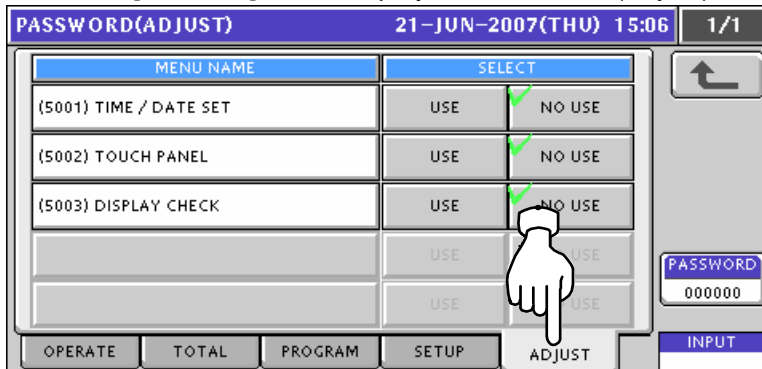 PASSWORD(ADJUST) 21-JUN-2007(THU) 15:06 1/1
MENU NAME SELECT
(5001) TIME / DATE SET USE NO USE
(5002) TOUCH PANEL USE NO USE
(5003) DISPLAY CHECK USE NO USE
USE USE
USE USE
PASSWORD
000000
OPERATE TOTAL PROGRAM SETUP ADJUST INPUT